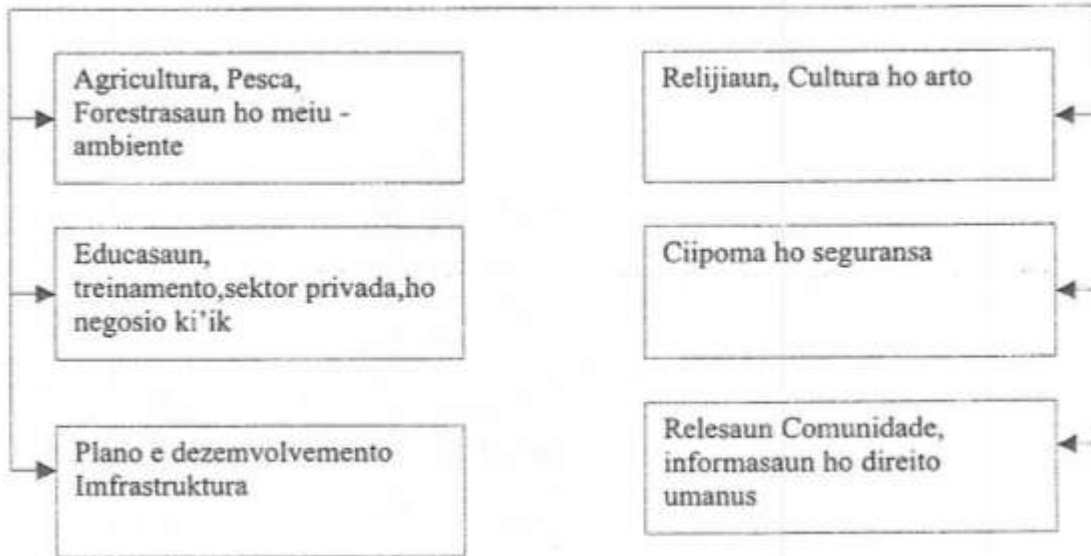 Agricultura, Pesca,
Forestrasaun ho meiu -
ambiente
Relijiaun, Cultura ho arto
Educasaun,
treinamento,sektor privada,ho
negosio ki'ik
Ciipoma ho seguransa
Plano e dezemvolvemento
Imfrastruktura
Relesaun Comunidade,
informasaun ho direito
umanus